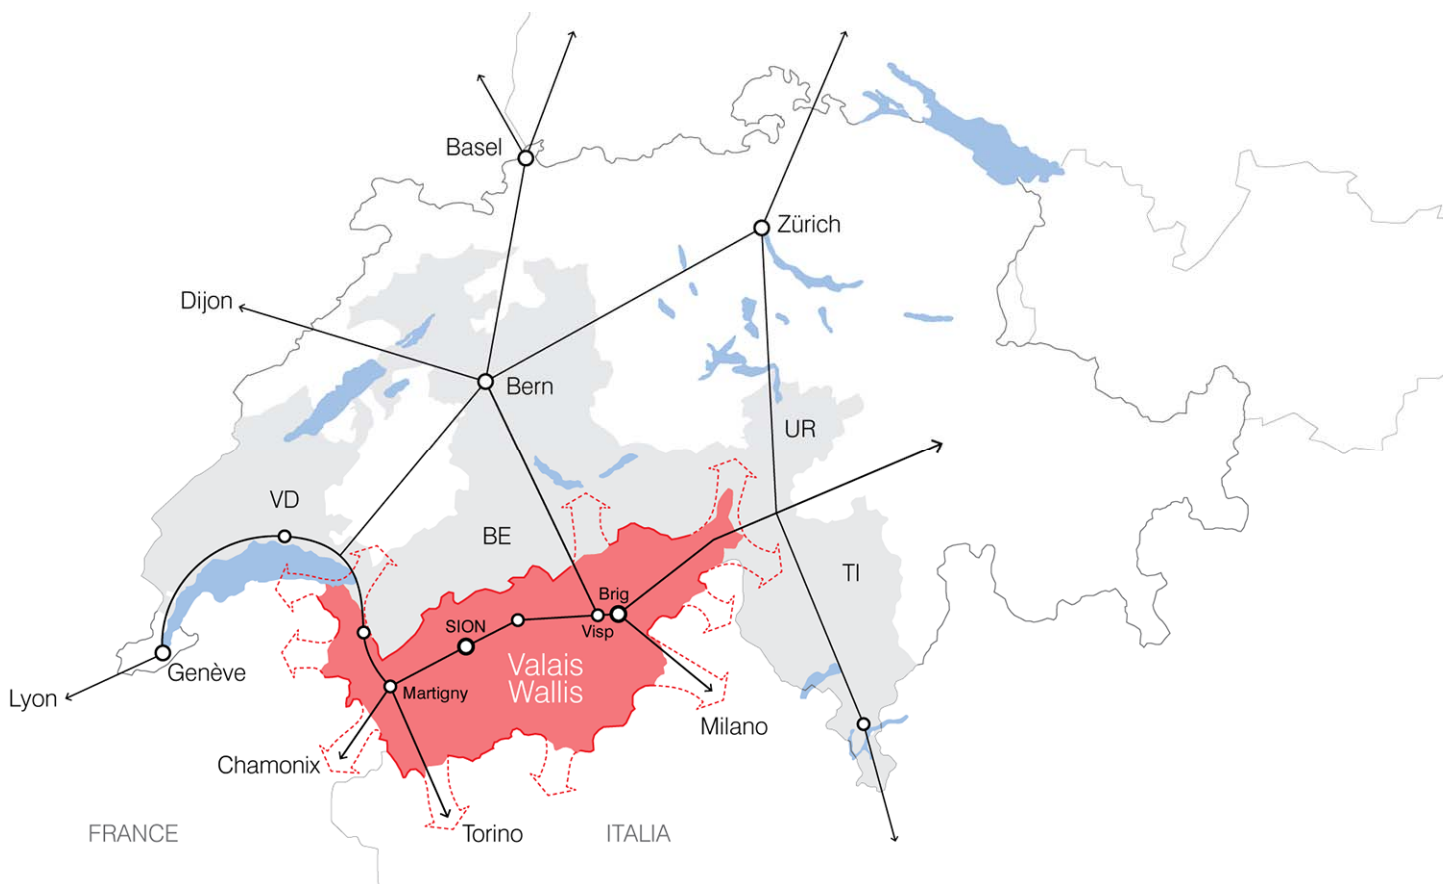 Basel
Zürich
Dijon
Bern
UR
VD
BE
TI
Brig
SION
Visp
Valais
Wallis
Genève
Martigny
Lyon
Milano
Chamonix
FRANCE
Torino
ITALIA